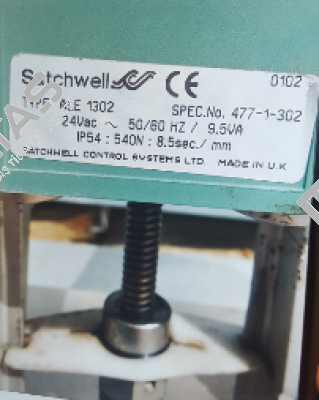 Satchwell CE 0102
TYPE ALE 1302 SPEC.No. 477-1-302
24Vac ~ 50/60 HZ / 9.5VA
IP54 : 540N : 8.5sec./ mm
SATCHWELL CONTROL SYSTEMS LTD. MADE IN U.K